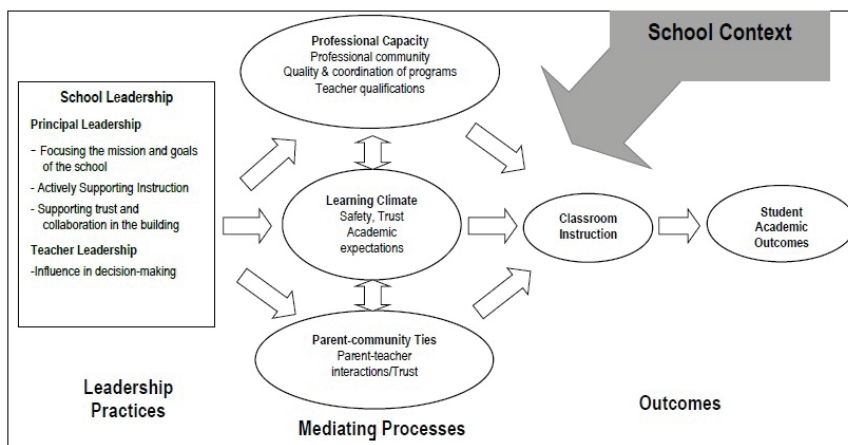 School Context
School Leadership
Principal Leadership
- Focusing the mission and goals
of the school
- Actively Supporting Instruction
- Supporting trust and
collaboration in the building
Teacher Leadership
-Influence in decision-making
Professional Capacity
Professional community
Quality & coordination of programs
Teacher qualifications
Learning Climate
Safety, Trust
Academic
expectations
Parent-community Ties
Parent-teacher
interactions/Trust
Classroom
Instruction
Student
Academic
Outcomes
Leadership
Practices
Mediating Processes
Outcomes